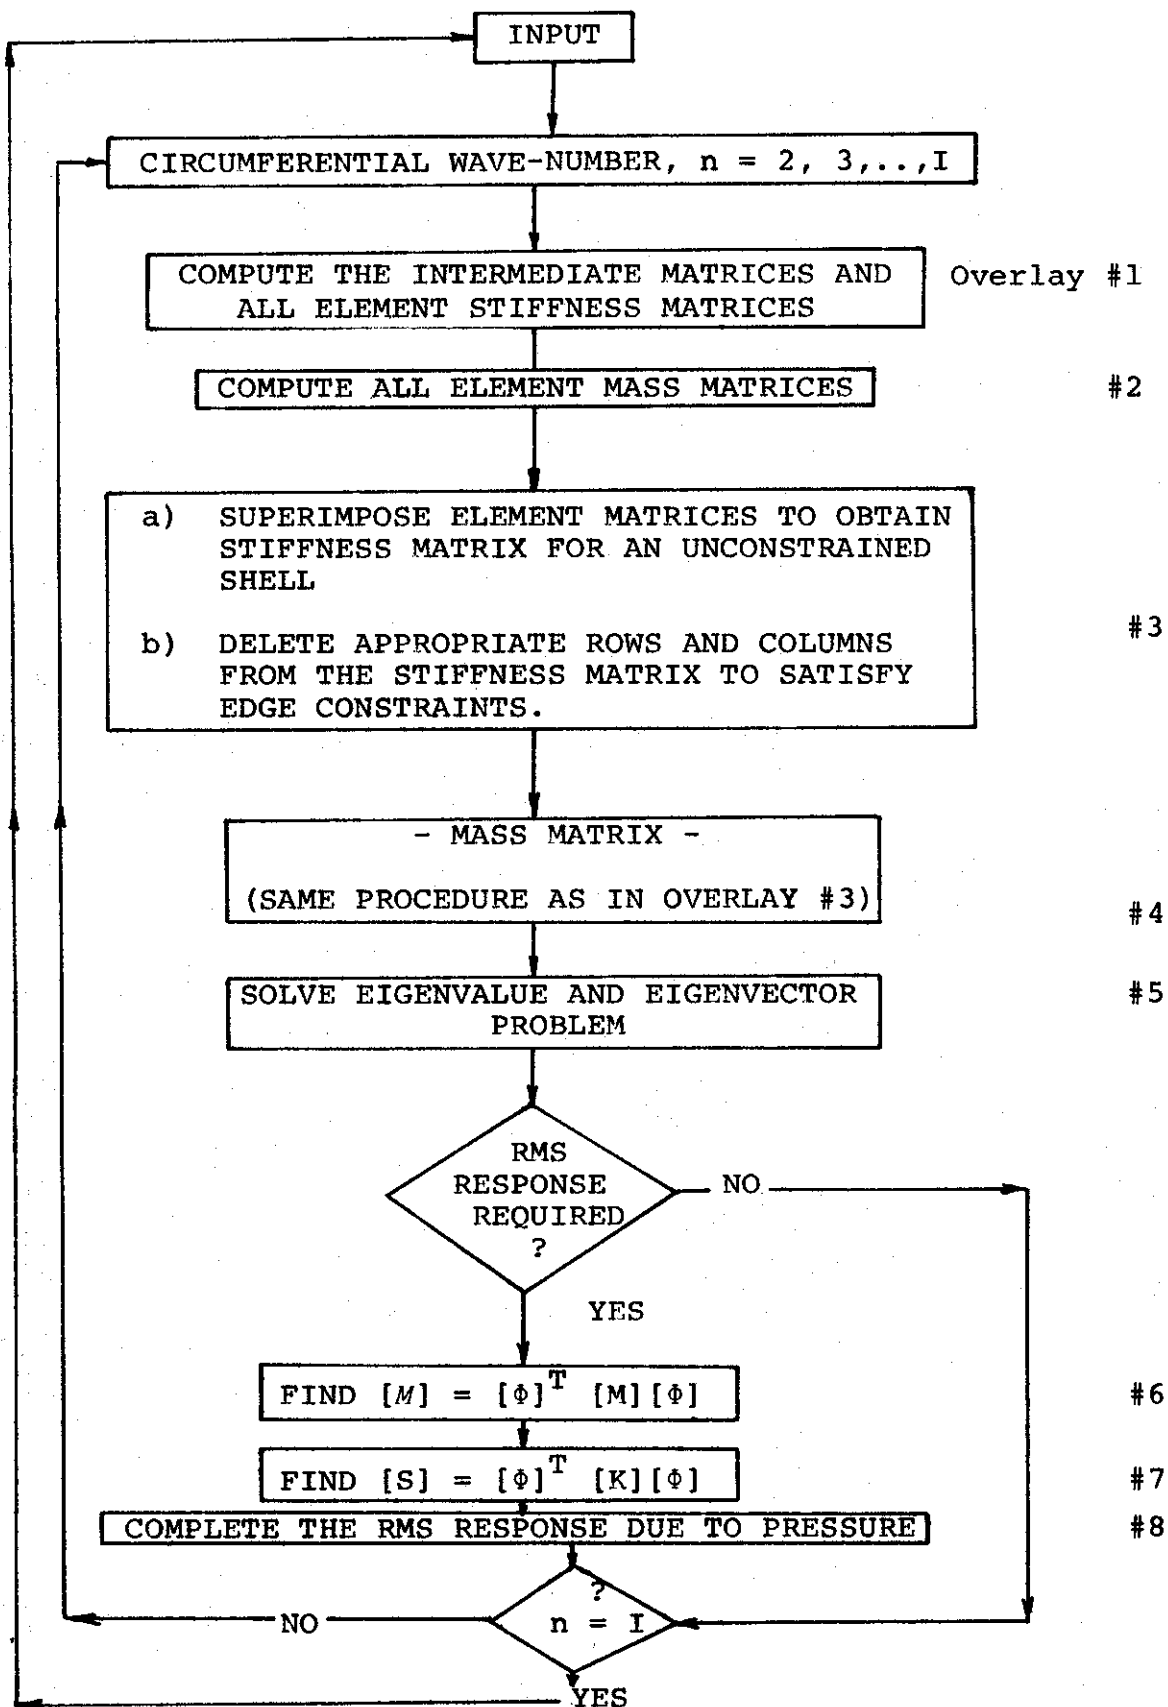 INPUT
CIRCUMFERENTIAL WAVE-NUMBER, n = 2, 3,..,I
COMPUTE THE INTERMEDIATE MATRICES AND
ALL ELEMENT STIFFNESS MATRICES
Overlay #1
COMPUTE ALL ELEMENT MASS MATRICES
#2
a) SUPERIMPOSE ELEMENT MATRICES TO OBTAIN
STIFFNESS MATRIX FOR AN UNCONSTRAINED
SHELL
b) DELETE APPROPRIATE ROWS AND COLUMNS
FROM THE STIFFNESS MATRIX TO SATISFY
EDGE CONSTRAINTS.
#3
- MASS MATRIX -
(SAME PROCEDURE AS IN OVERLAY #3)
#4
SOLVE EIGENVALUE AND EIGENVECTOR
PROBLEM
#5
RMS
RESPONSE
REQUIRED
?
NO
YES
FIND [M] = [Φ]^T [M][Φ]
#6
FIND [S] = [Φ]^T [K][Φ]
#7
COMPLETE THE RMS RESPONSE DUE TO PRESSURE
#8
?
n = I
NO
YES